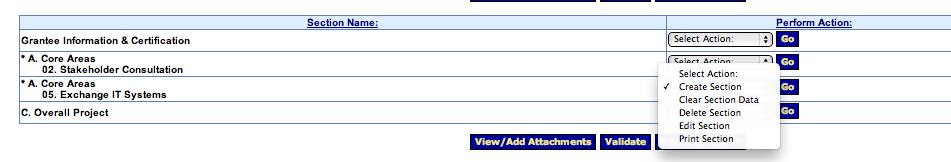 Section Name: Perform Action:
Grantee Information & Certification Select Action: Go
* A. Core Areas Select Action: Go
02. Stakeholder Consultation
* A. Core Areas Go
05. Exchange IT Systems
C. Overall Project Go
Select Action:
✓ Create Section
Clear Section Data
Delete Section
Edit Section
Print Section
View/Add Attachments Validate